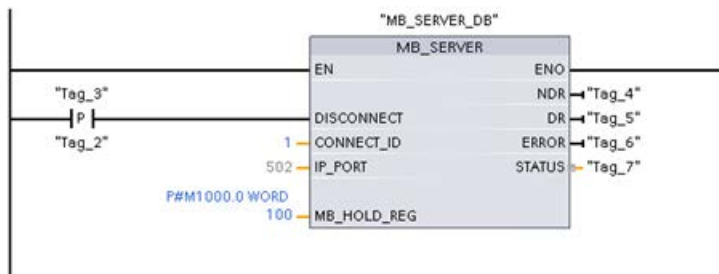 "MB_SERVER_DB"
MB_SERVER
EN ENO
"Tag_3" NDR "Tag_4"
P DISCONNECT DR "Tag_5"
"Tag_2" 1 CONNECT_ID ERROR "Tag_6"
502 IP_PORT STATUS "Tag_7"
P#M1000.0 WORD
100 MB_HOLD_REG